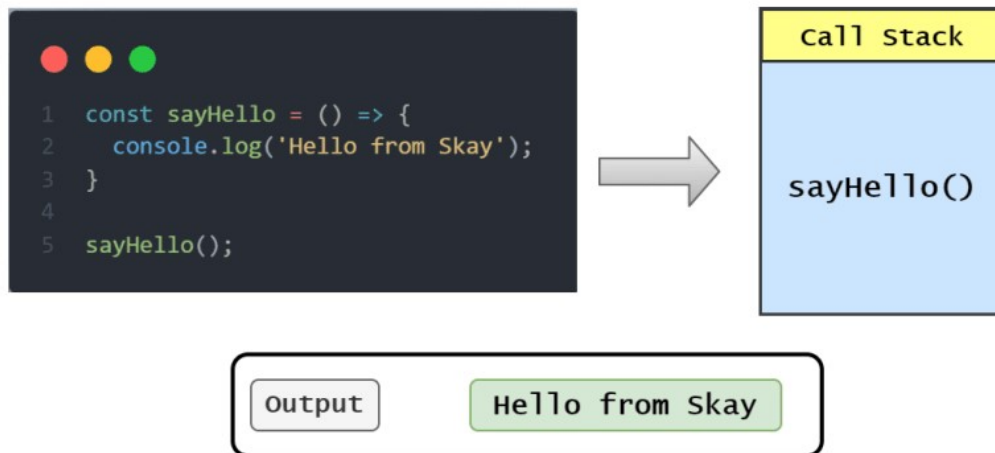 1 const sayHello = () => {
2   console.log('Hello from Skay');
3 }
4
5 sayHello();
Call Stack
sayHello()
Output
Hello from Skay